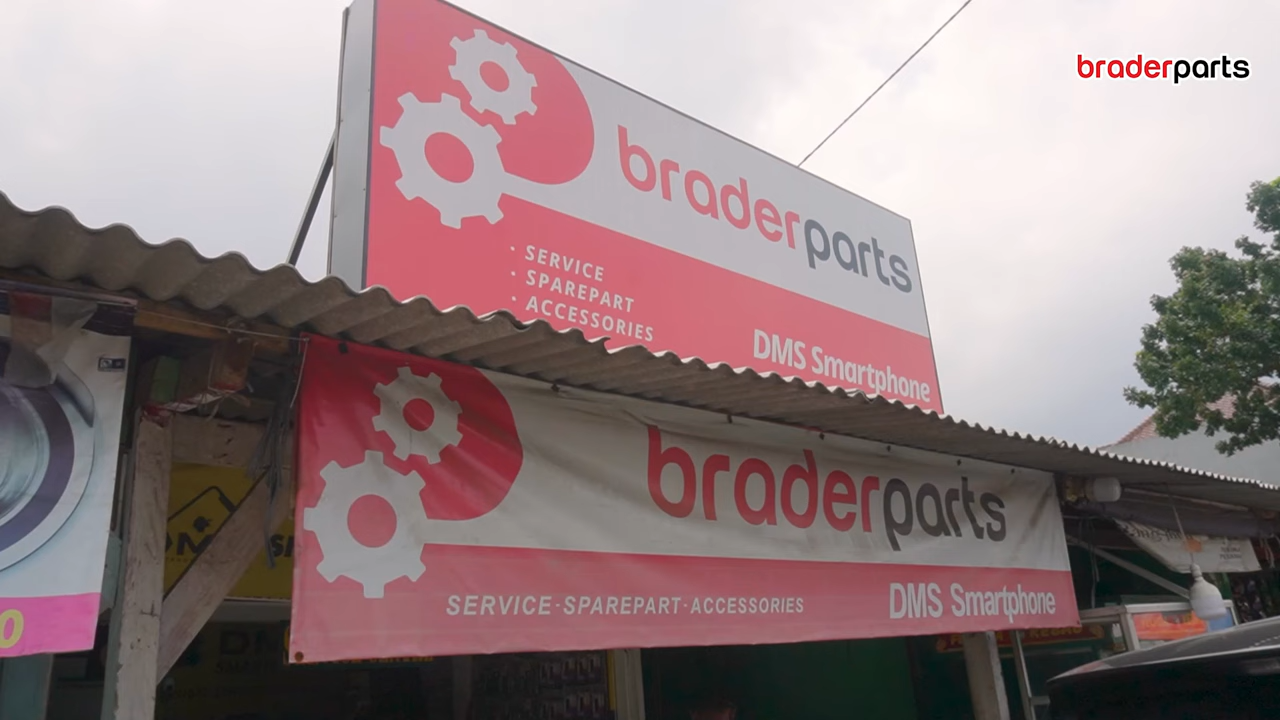 braderparts
braderparts
· SERVICE
· SPAREPART
· ACCESSORIES
DMS Smartphone
braderparts
SERVICE · SPAREPART · ACCESSORIES
DMS Smartphone